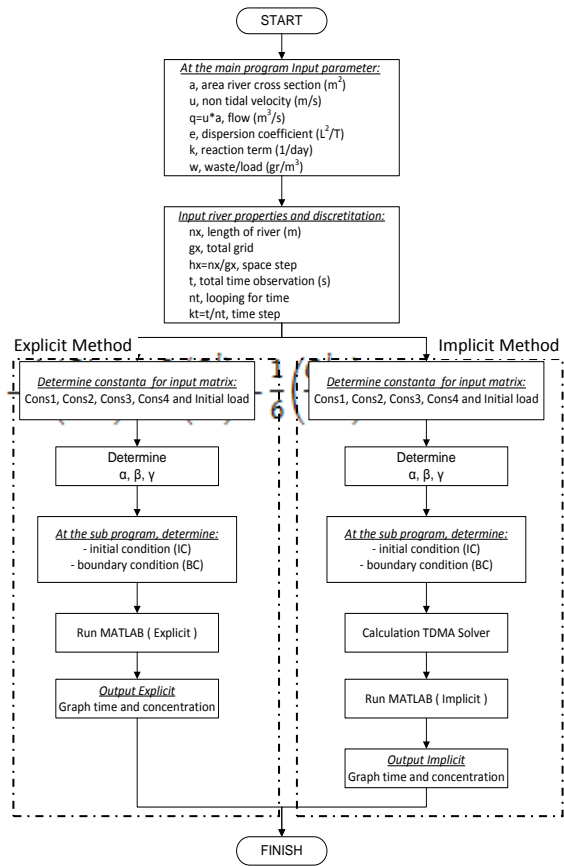 START
At the main program Input parameter:
a, area river cross section (m²)
u, non tidal velocity (m/s)
q=u*a, flow (m³/s)
e, dispersion coefficient (L²/T)
k, reaction term (1/day)
w, waste/load (gr/m³)
Input river properties and discretitation:
nx, length of river (m)
gx, total grid
hx=nx/gx, space step
t, total time observation (s)
nt, looping for time
kt=t/nt, time step
Explicit Method
Determine constanta for input matrix:
Cons1, Cons2, Cons3, Cons4 and Initial load
Determine
α, β, γ
At the sub program, determine:
- initial condition (IC)
- boundary condition (BC)
Run MATLAB ( Explicit )
Output Explicit
Graph time and concentration
1
6
Implicit Method
Determine constanta for input matrix:
Cons1, Cons2, Cons3, Cons4 and Initial load
Determine
α, β, γ
At the sub program, determine:
- initial condition (IC)
- boundary condition (BC)
Calculation TDMA Solver
Run MATLAB ( Implicit )
Output Implicit
Graph time and concentration
FINISH